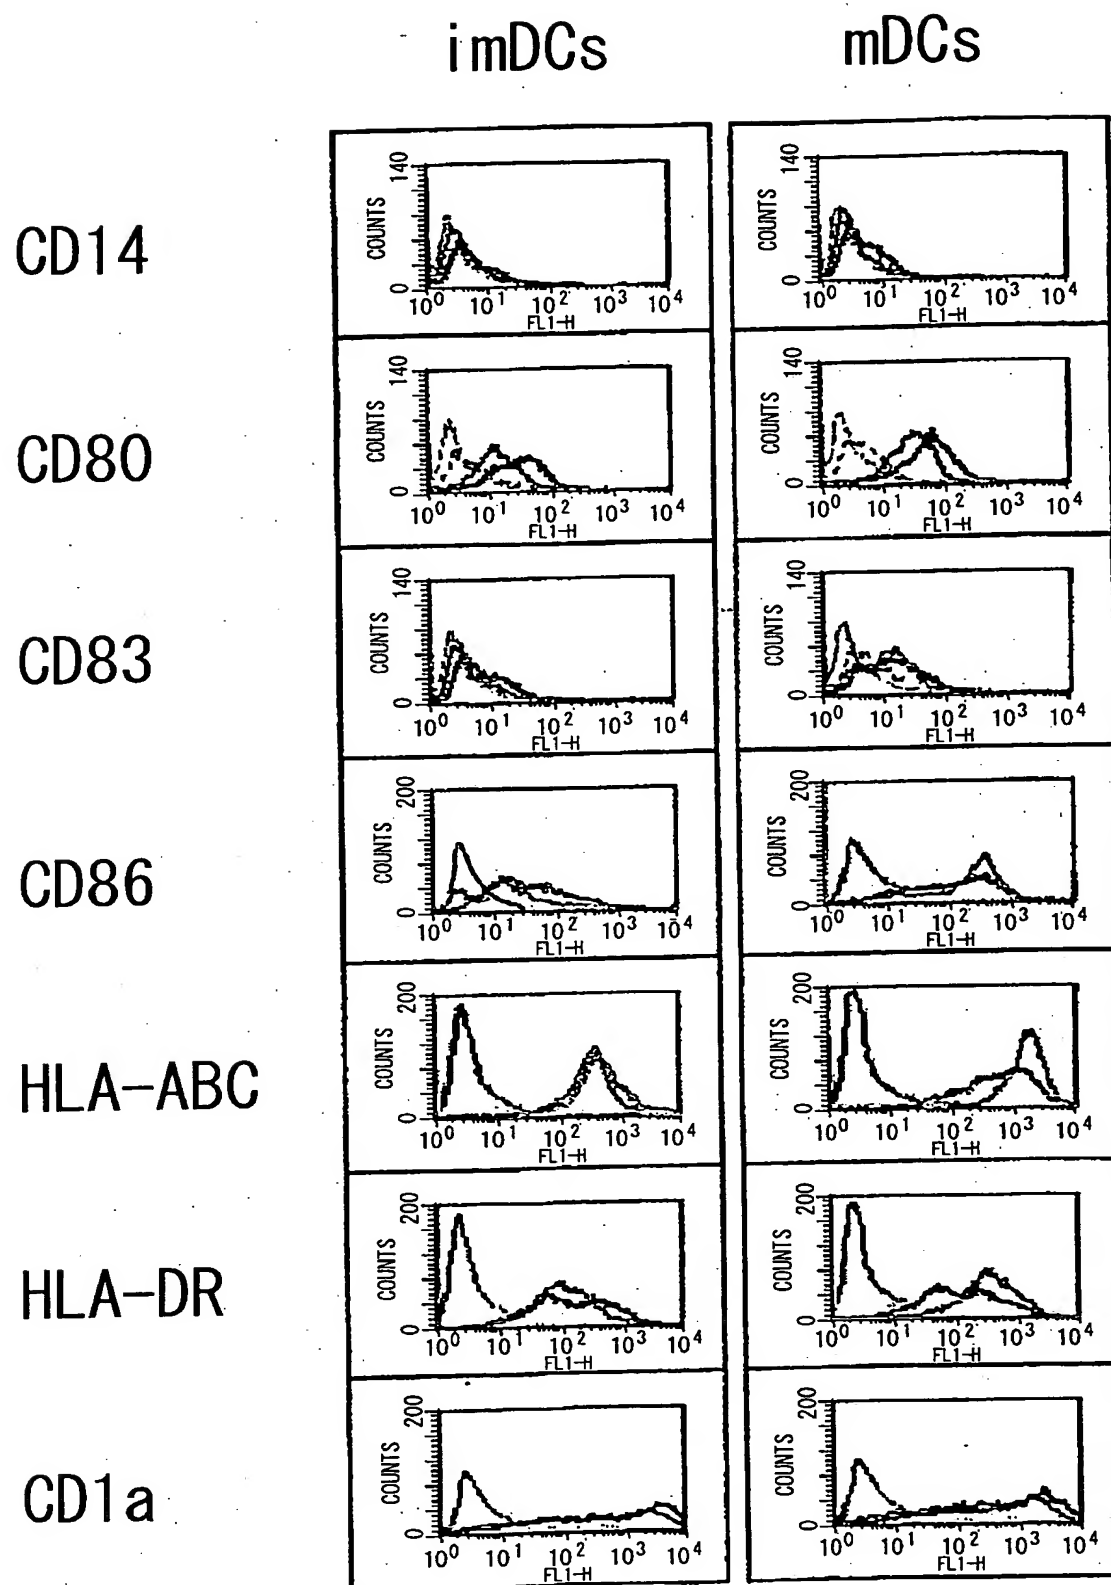 imDCs mDCs
CD14
COUNTS 140 0 10^0 10^1 10^2 10^3 10^4 FL1-H
COUNTS 140 0 10^0 10^1 10^2 10^3 10^4 FL1-H
CD80
COUNTS 140 0 10^0 10^1 10^2 10^3 10^4 FL1-H
COUNTS 140 0 10^0 10^1 10^2 10^3 10^4 FL1-H
CD83
COUNTS 140 0 10^0 10^1 10^2 10^3 10^4 FL1-H
COUNTS 140 0 10^0 10^1 10^2 10^3 10^4 FL1-H
CD86
COUNTS 200 0 10^0 10^1 10^2 10^3 10^4 FL1-H
COUNTS 200 0 10^0 10^1 10^2 10^3 10^4 FL1-H
HLA-ABC
COUNTS 200 0 10^0 10^1 10^2 10^3 10^4 FL1-H
COUNTS 200 0 10^0 10^1 10^2 10^3 10^4 FL1-H
HLA-DR
COUNTS 200 0 10^0 10^1 10^2 10^3 10^4 FL1-H
COUNTS 200 0 10^0 10^1 10^2 10^3 10^4 FL1-H
CD1a
COUNTS 200 0 10^0 10^1 10^2 10^3 10^4 FL1-H
COUNTS 200 0 10^0 10^1 10^2 10^3 10^4 FL1-H